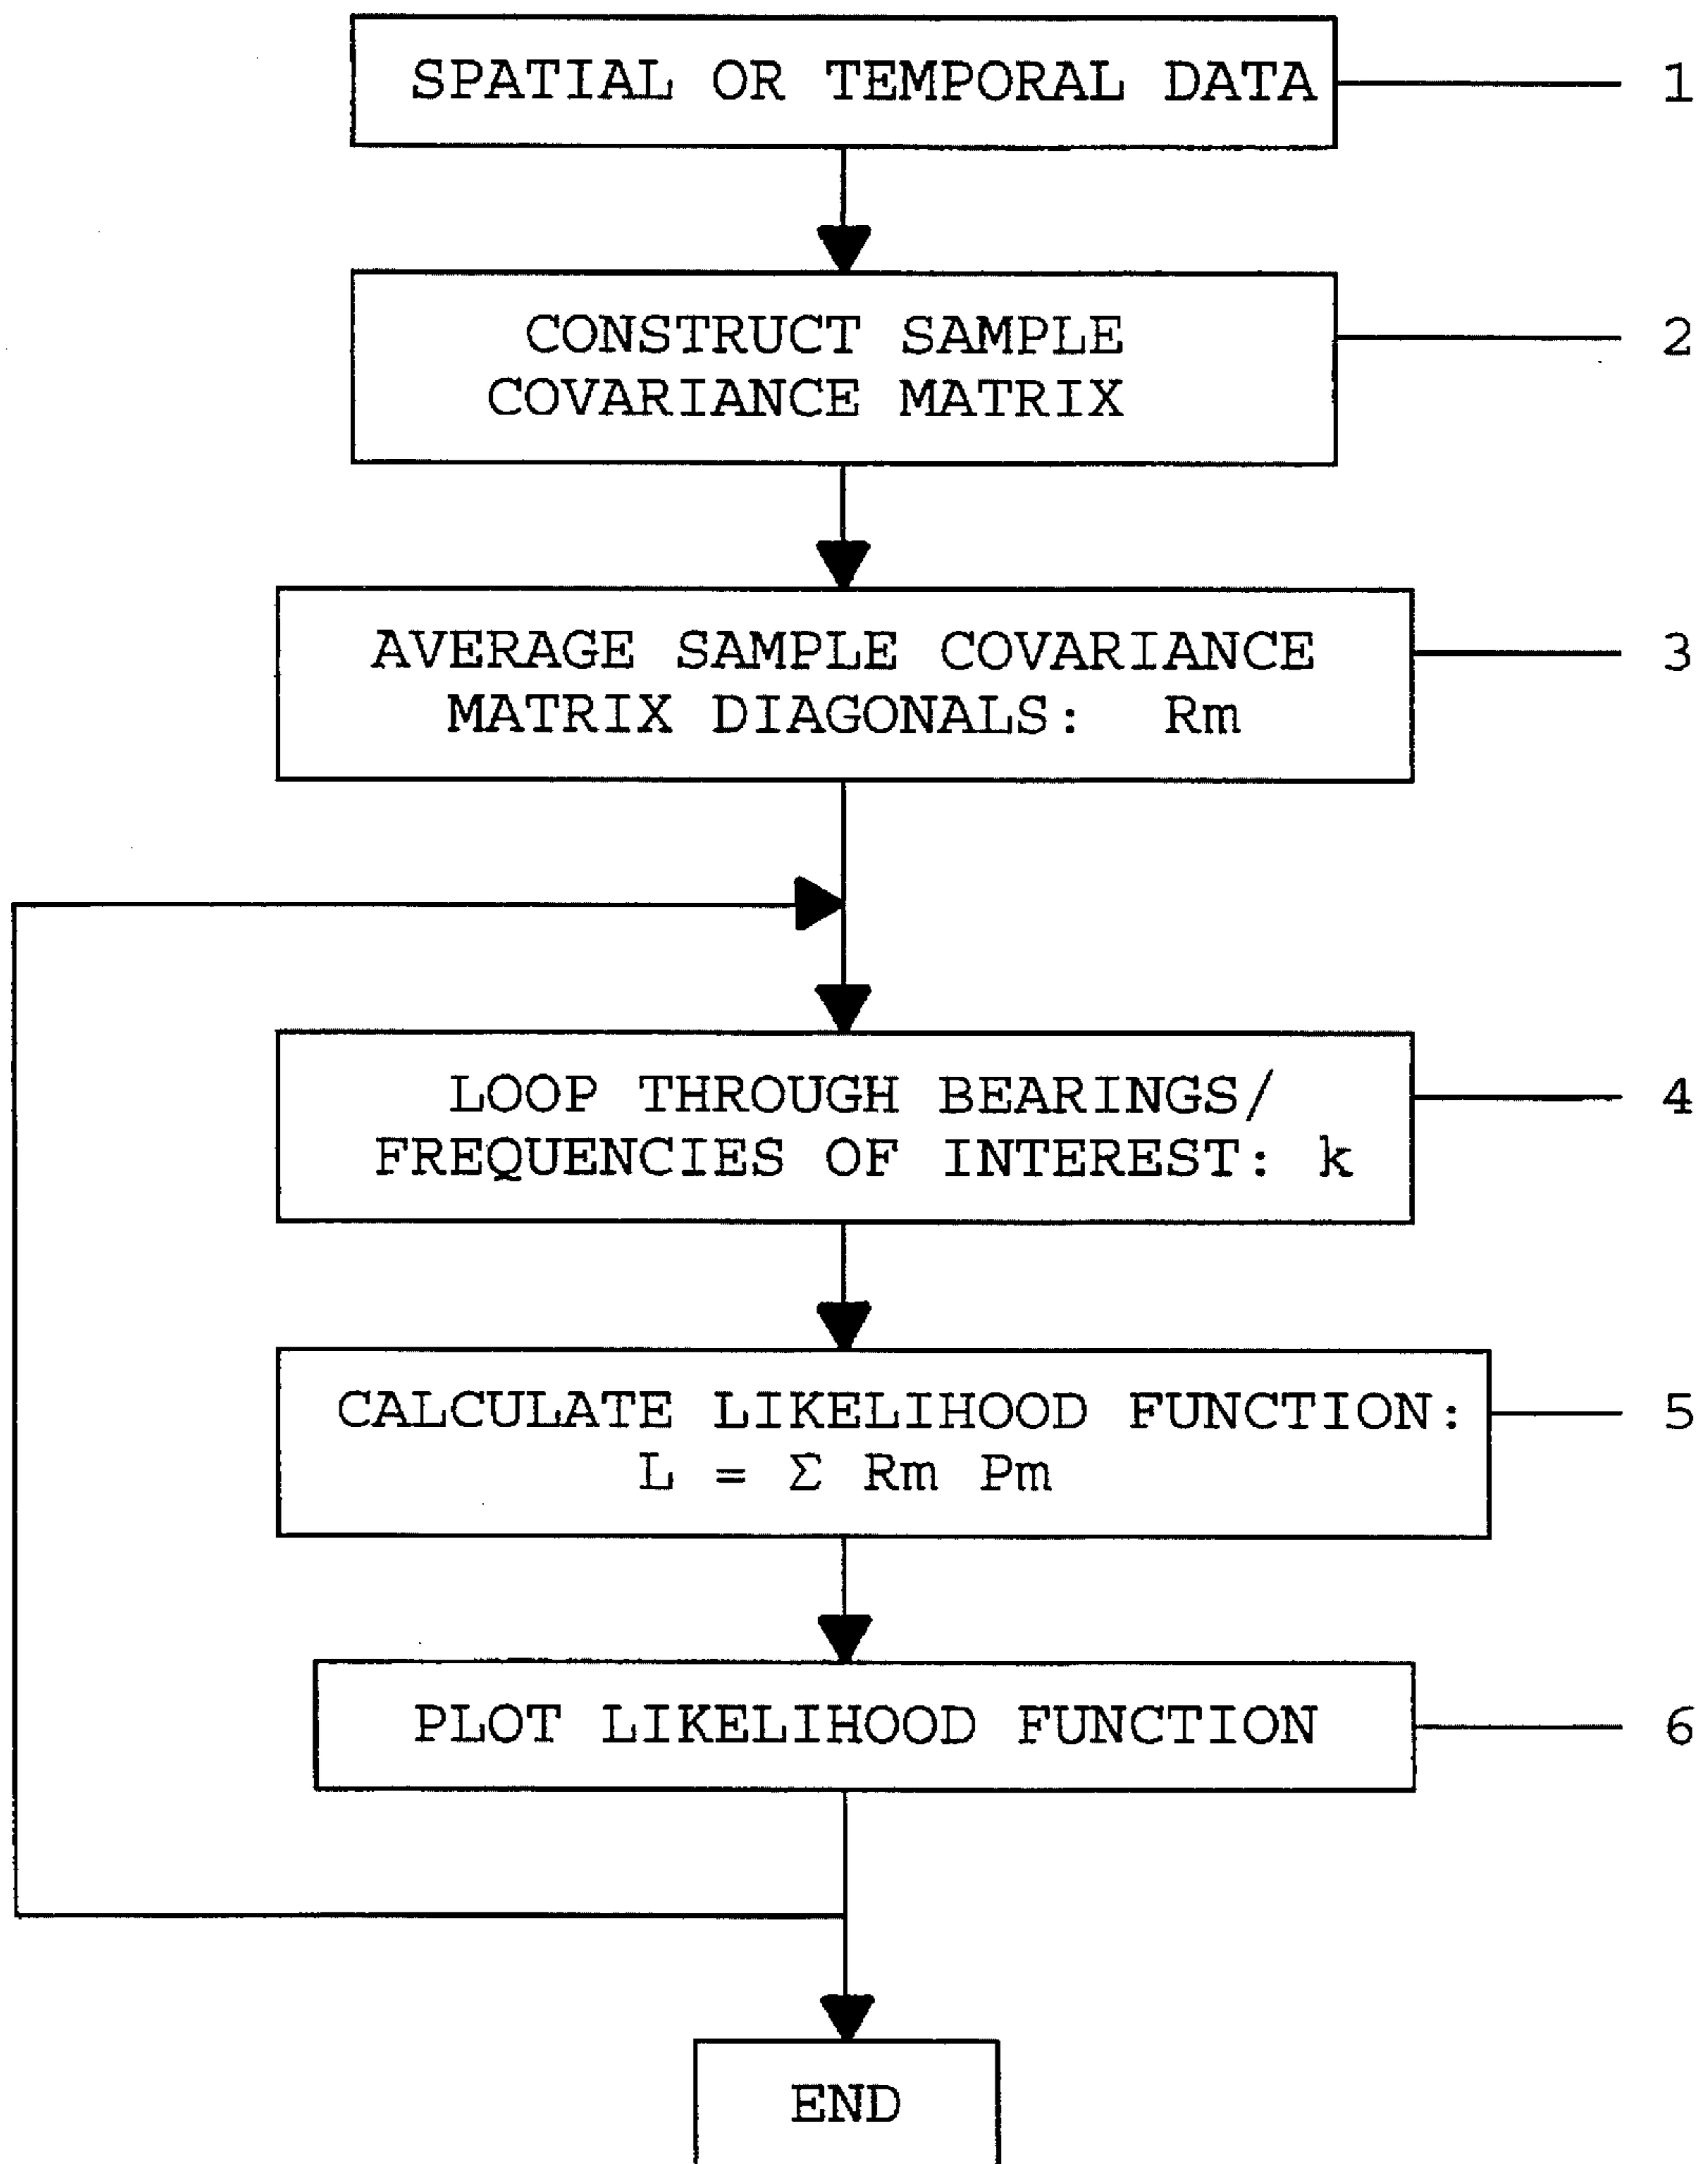 SPATIAL OR TEMPORAL DATA
1
CONSTRUCT SAMPLE
COVARIANCE MATRIX
2
AVERAGE SAMPLE COVARIANCE
MATRIX DIAGONALS: Rm
3
LOOP THROUGH BEARINGS/
FREQUENCIES OF INTEREST: k
4
CALCULATE LIKELIHOOD FUNCTION:
L = Σ Rm Pm
5
PLOT LIKELIHOOD FUNCTION
6
END